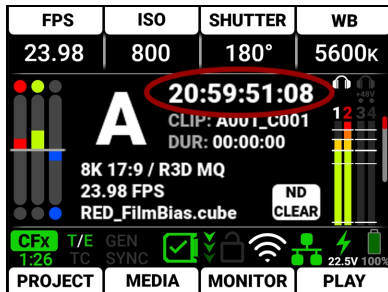 FPS ISO SHUTTER WB
23.98 800 180° 5600K
20:59:51:08
+48V
A
1 2 3 4
CLIP: A001_C001
DUR: 00:00:00
8K 17:9 / R3D MQ
23.98 FPS
RED_FilmBias.cube
ND
CLEAR
CFx T/E GEN
1:26 TC SYNC 22.5V 100%
PROJECT MEDIA MONITOR PLAY